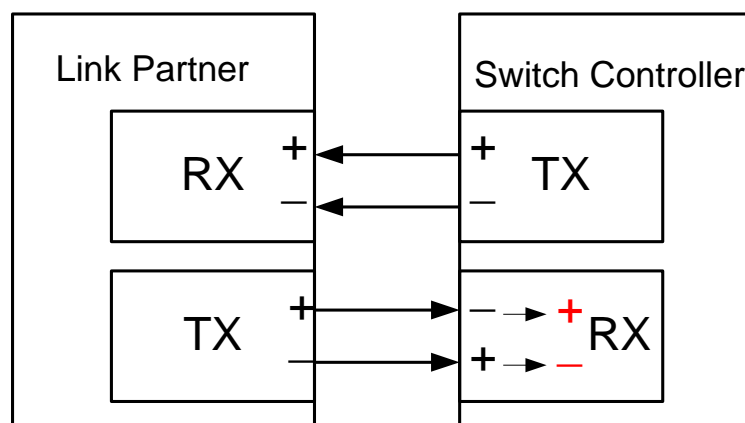 Link Partner
Switch Controller
RX + + TX
– –
TX + – + RX
– + –